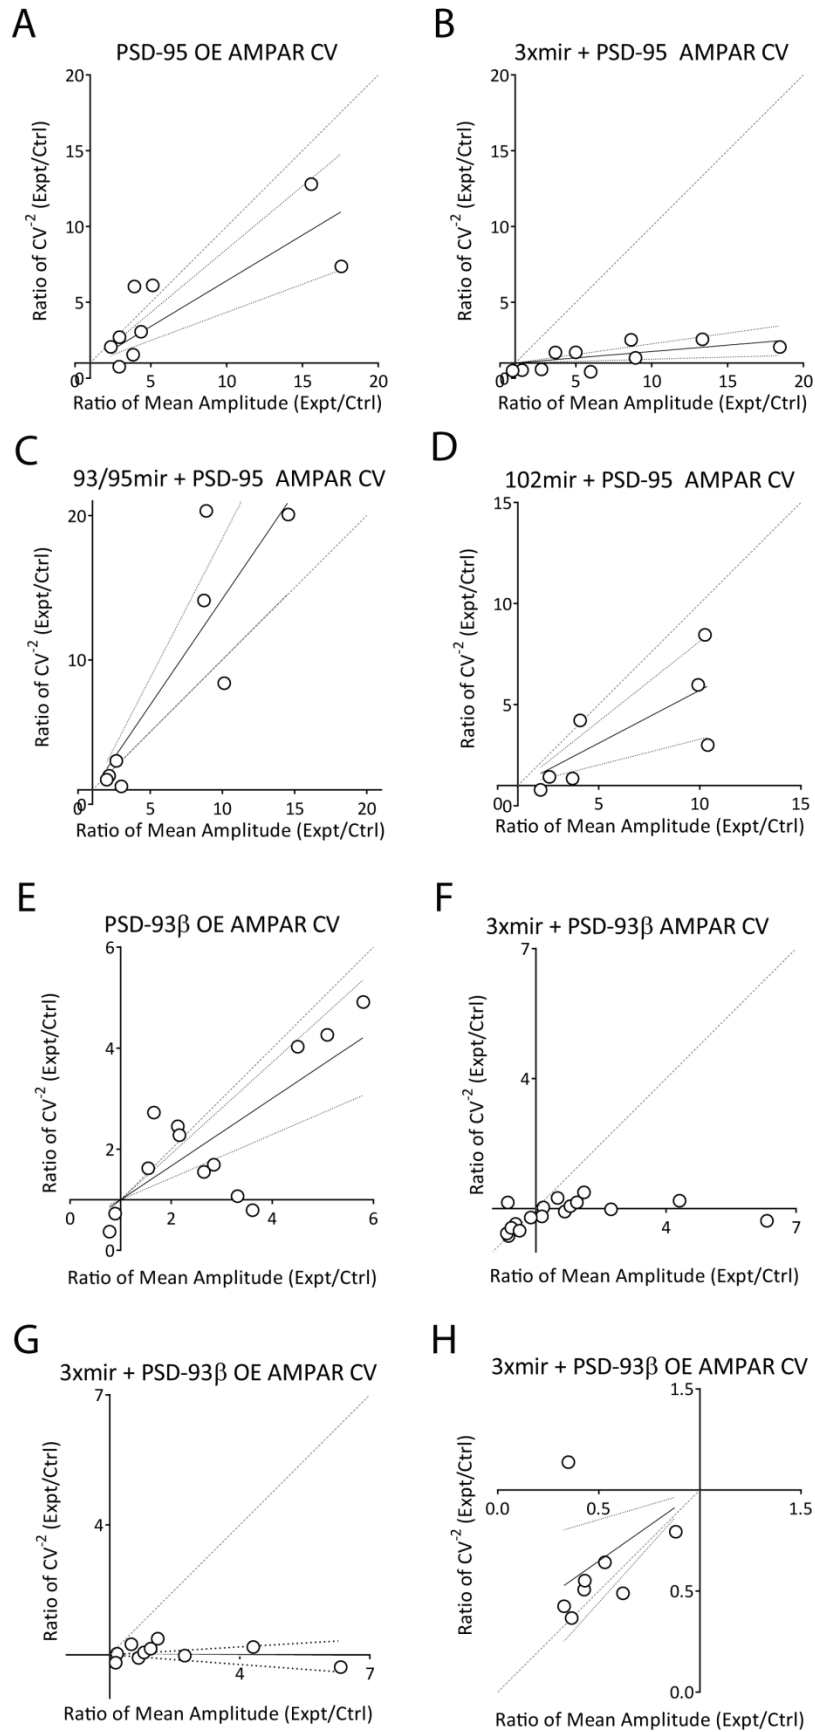 A
PSD-95 OE AMPAR CV
20
15
10
5
0
0
5
10
15
20
Ratio of CV⁻² (Expt/Ctrl)
Ratio of Mean Amplitude (Expt/Ctrl)
B
3xmir + PSD-95 AMPAR CV
20
15
10
5
0
0
5
10
15
20
Ratio of CV⁻² (Expt/Ctrl)
Ratio of Mean Amplitude (Expt/Ctrl)
C
93/95mir + PSD-95 AMPAR CV
20
10
0
0
5
10
15
20
Ratio of CV⁻² (Expt/Ctrl)
Ratio of Mean Amplitude (Expt/Ctrl)
D
102mir + PSD-95 AMPAR CV
15
10
5
0
0
5
10
15
Ratio of CV⁻² (Expt/Ctrl)
Ratio of Mean Amplitude (Expt/Ctrl)
E
PSD-93β OE AMPAR CV
6
4
2
0
0
2
4
6
Ratio of CV⁻² (Expt/Ctrl)
Ratio of Mean Amplitude (Expt/Ctrl)
F
3xmir + PSD-93β AMPAR CV
7
4
4
7
Ratio of CV⁻² (Expt/Ctrl)
Ratio of Mean Amplitude (Expt/Ctrl)
G
3xmir + PSD-93β OE AMPAR CV
7
4
4
7
Ratio of CV⁻² (Expt/Ctrl)
Ratio of Mean Amplitude (Expt/Ctrl)
H
3xmir + PSD-93β OE AMPAR CV
1.5
0.0
0.5
1.5
0.5
0.0
Ratio of CV⁻² (Expt/Ctrl)
Ratio of Mean Amplitude (Expt/Ctrl)